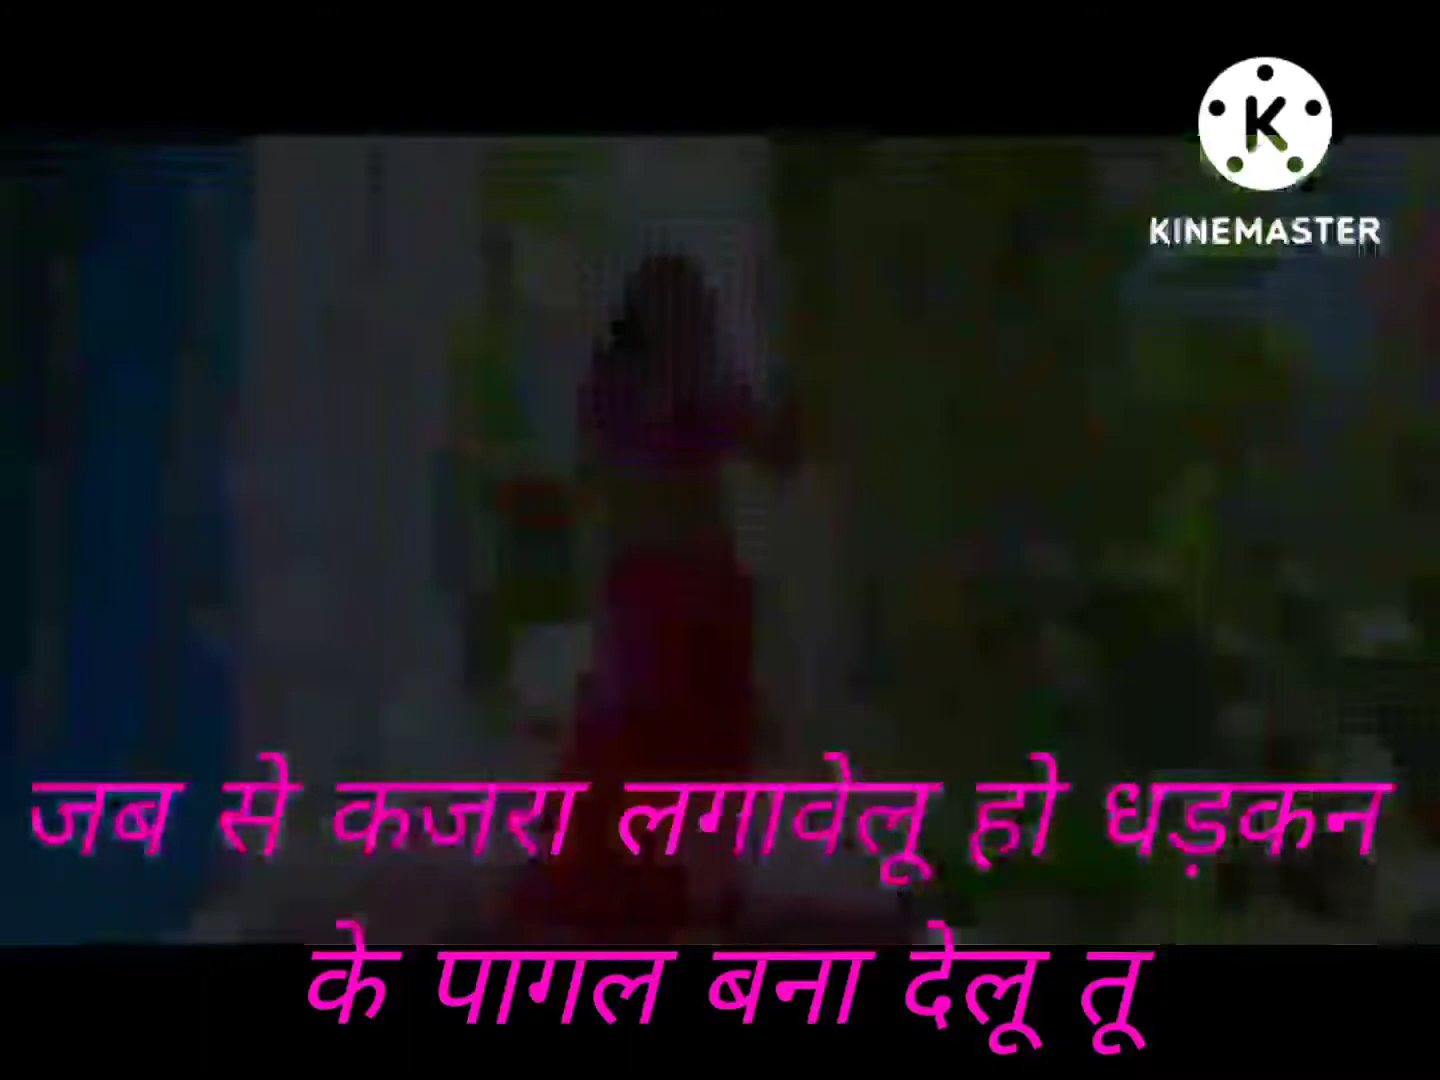 KINEMASTER
जब से कजरा लगावेलू हो धड़कन
के पागल बना देलू तू